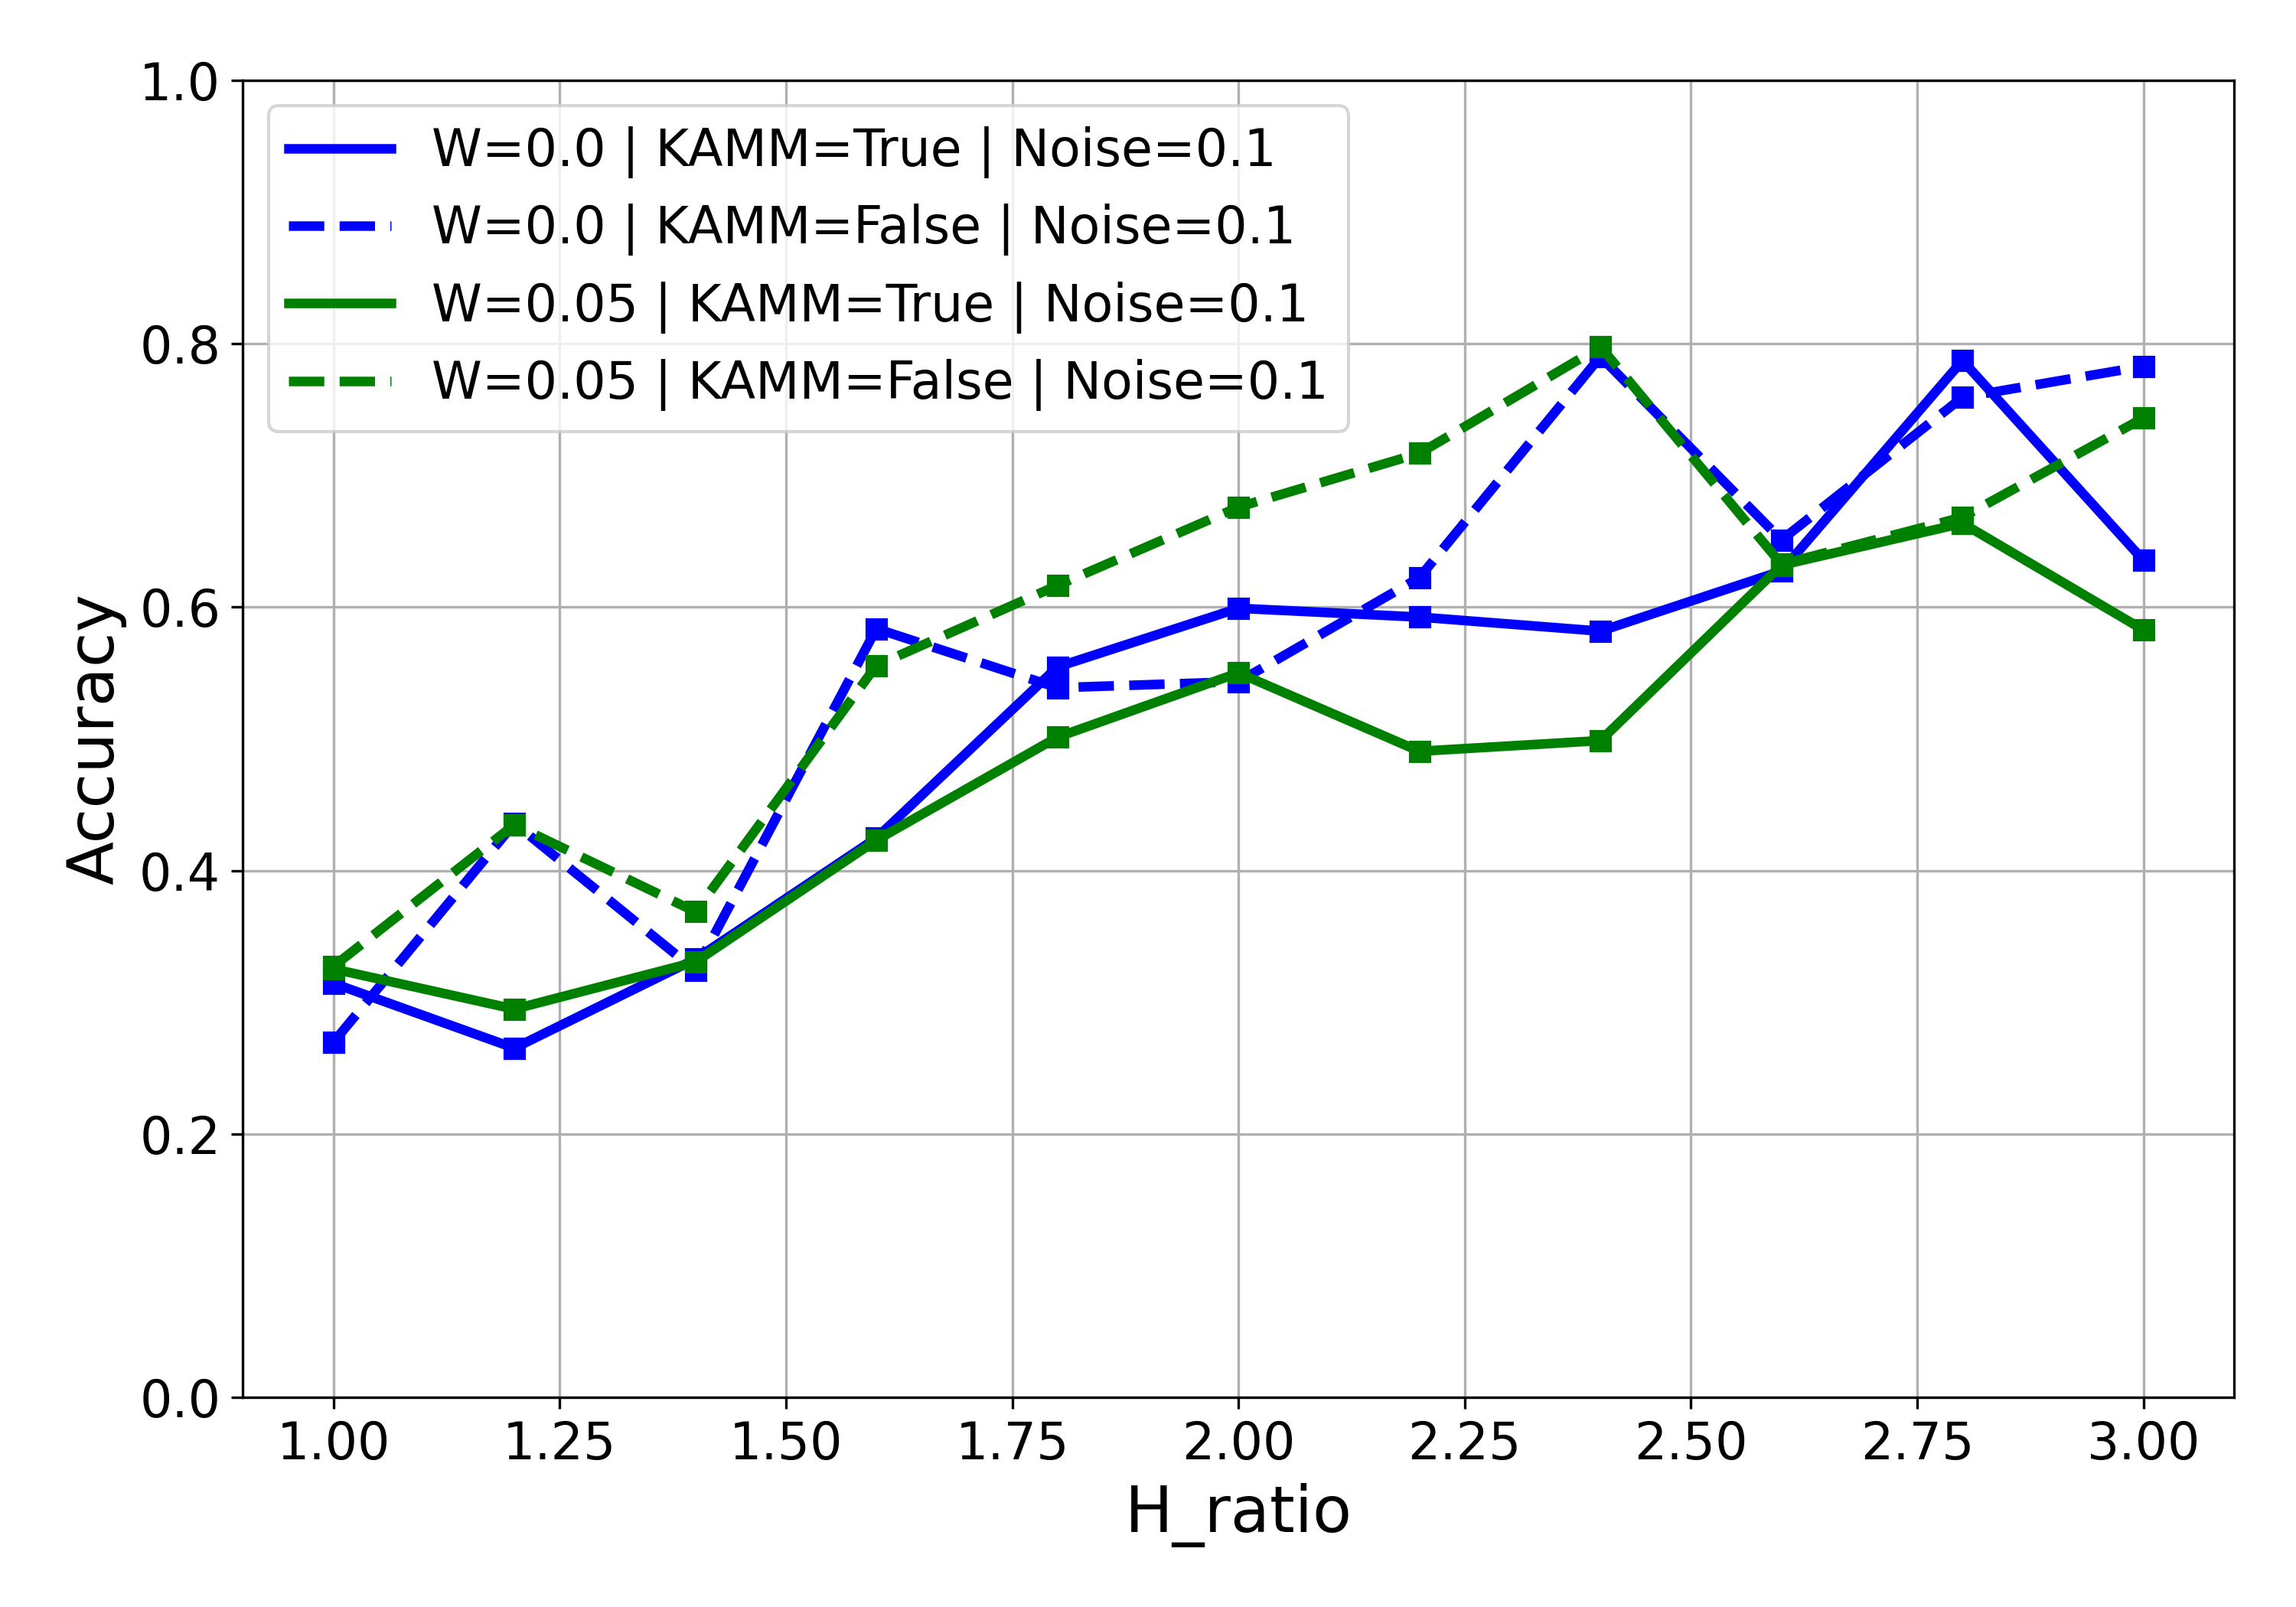 W=0.0 | KAMM=True | Noise=0.1
W=0.0 | KAMM=False | Noise=0.1
W=0.05 | KAMM=True | Noise=0.1
W=0.05 | KAMM=False | Noise=0.1
1.0
0.8
0.6
0.4
0.2
0.0
Accuracy
1.00 1.25 1.50 1.75 2.00 2.25 2.50 2.75 3.00
H_ratio